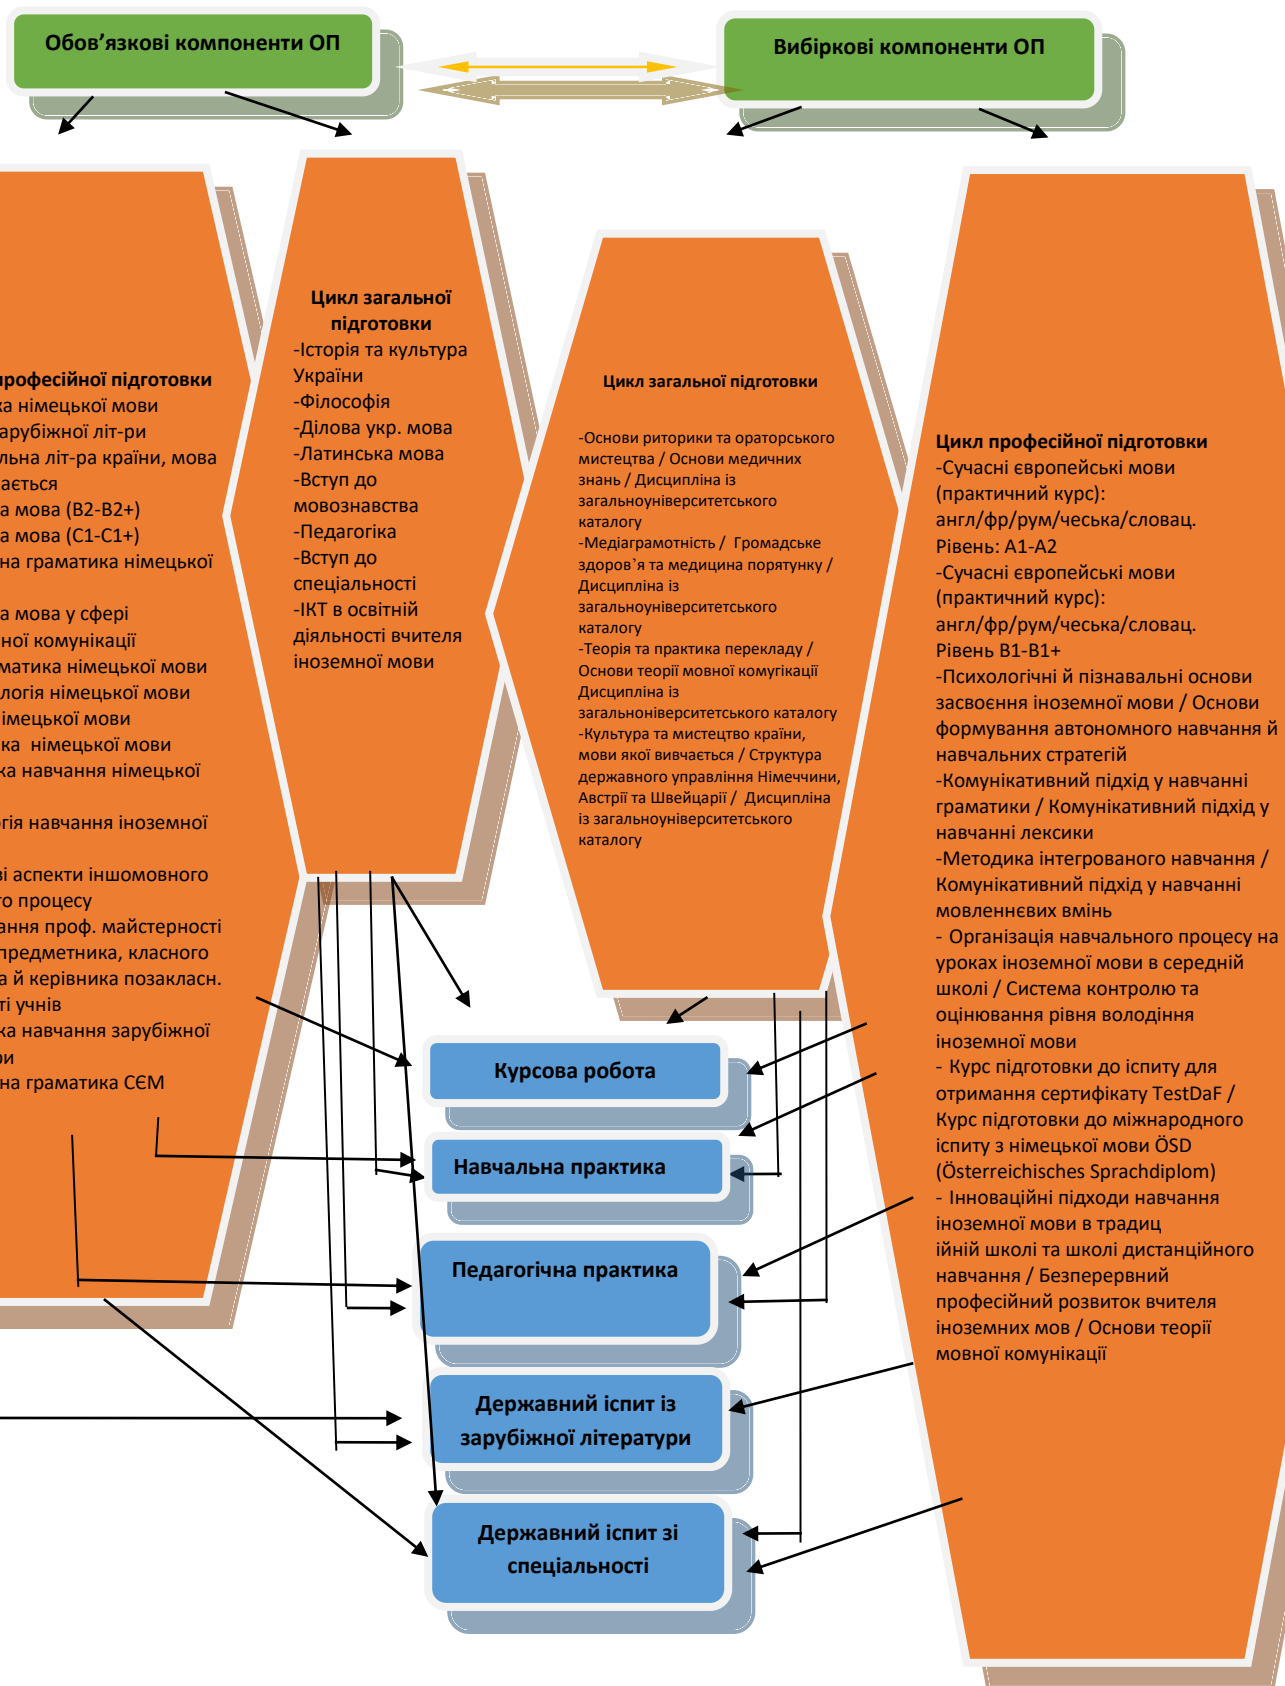 Обов’язкові компоненти ОП
Вибіркові компоненти ОП
професійної підготовки
ка німецької мови
арубіжної літ-ри
льна літ-ра країни, мова
ається
а мова (В2-В2+)
а мова (С1-С1+)
на граматика німецької
а мова у сфері
ної комунікації
матика німецької мови
логія німецької мови
імецької мови
ка німецької мови
ка навчання німецької
гія навчання іноземної
ві аспекти іншомовного
го процесу
ання проф. майстерності
предметника, класного
а й керівника позакласн.
ті учнів
ка навчання зарубіжної
ри
на граматика СЄМ
Цикл загальної
підготовки
-Історія та культура
України
-Філософія
-Ділова укр. мова
-Латинська мова
-Вступ до
мовознавства
-Педагогіка
-Вступ до
спеціальності
-ІКТ в освітній
діяльності вчителя
іноземної мови
Цикл загальної підготовки
-Основи риторики та ораторського
мистецтва / Основи медичних
знань / Дисципліна із
загальноуніверситетського
каталогу
-Медіаграмотність / Громадське
здоров’я та медицина порятунку /
Дисципліна із
загальноуніверситетського
каталогу
-Теорія та практика перекладу /
Основи теорії мовної комугікації
Дисципліна із
загальноніверситетського каталогу
-Культура та мистецтво країни,
мови якої вивчається / Структура
державного управління Німеччини,
Австрії та Швейцарії / Дисципліна
із загальноуніверситетського
каталогу
Цикл професійної підготовки
-Сучасні європейські мови
(практичний курс):
англ/фр/рум/чеська/словац.
Рівень: А1-А2
-Сучасні європейські мови
(практичний курс):
англ/фр/рум/чеська/словац.
Рівень В1-В1+
-Психологічні й пізнавальні основи
засвоєння іноземної мови / Основи
формування автономного навчання й
навчальних стратегій
-Комунікативний підхід у навчанні
граматики / Комунікативний підхід у
навчанні лексики
-Методика інтегрованого навчання /
Комунікативний підхід у навчанні
мовленнєвих вмінь
- Організація навчального процесу на
уроках іноземної мови в середній
школі / Система контролю та
оцінювання рівня володіння
іноземної мови
- Курс підготовки до іспиту для
отримання сертифікату TestDaF /
Курс підготовки до міжнародного
іспиту з німецької мови ÖSD
(Österreichisches Sprachdiplom)
- Інноваційні підходи навчання
іноземної мови в традиц
ійній школі та школі дистанційного
навчання / Безперервний
професійний розвиток вчителя
іноземних мов / Основи теорії
мовної комунікації
Курсова робота
Навчальна практика
Педагогічна практика
Державний іспит із
зарубіжної літератури
Державний іспит зі
спеціальності